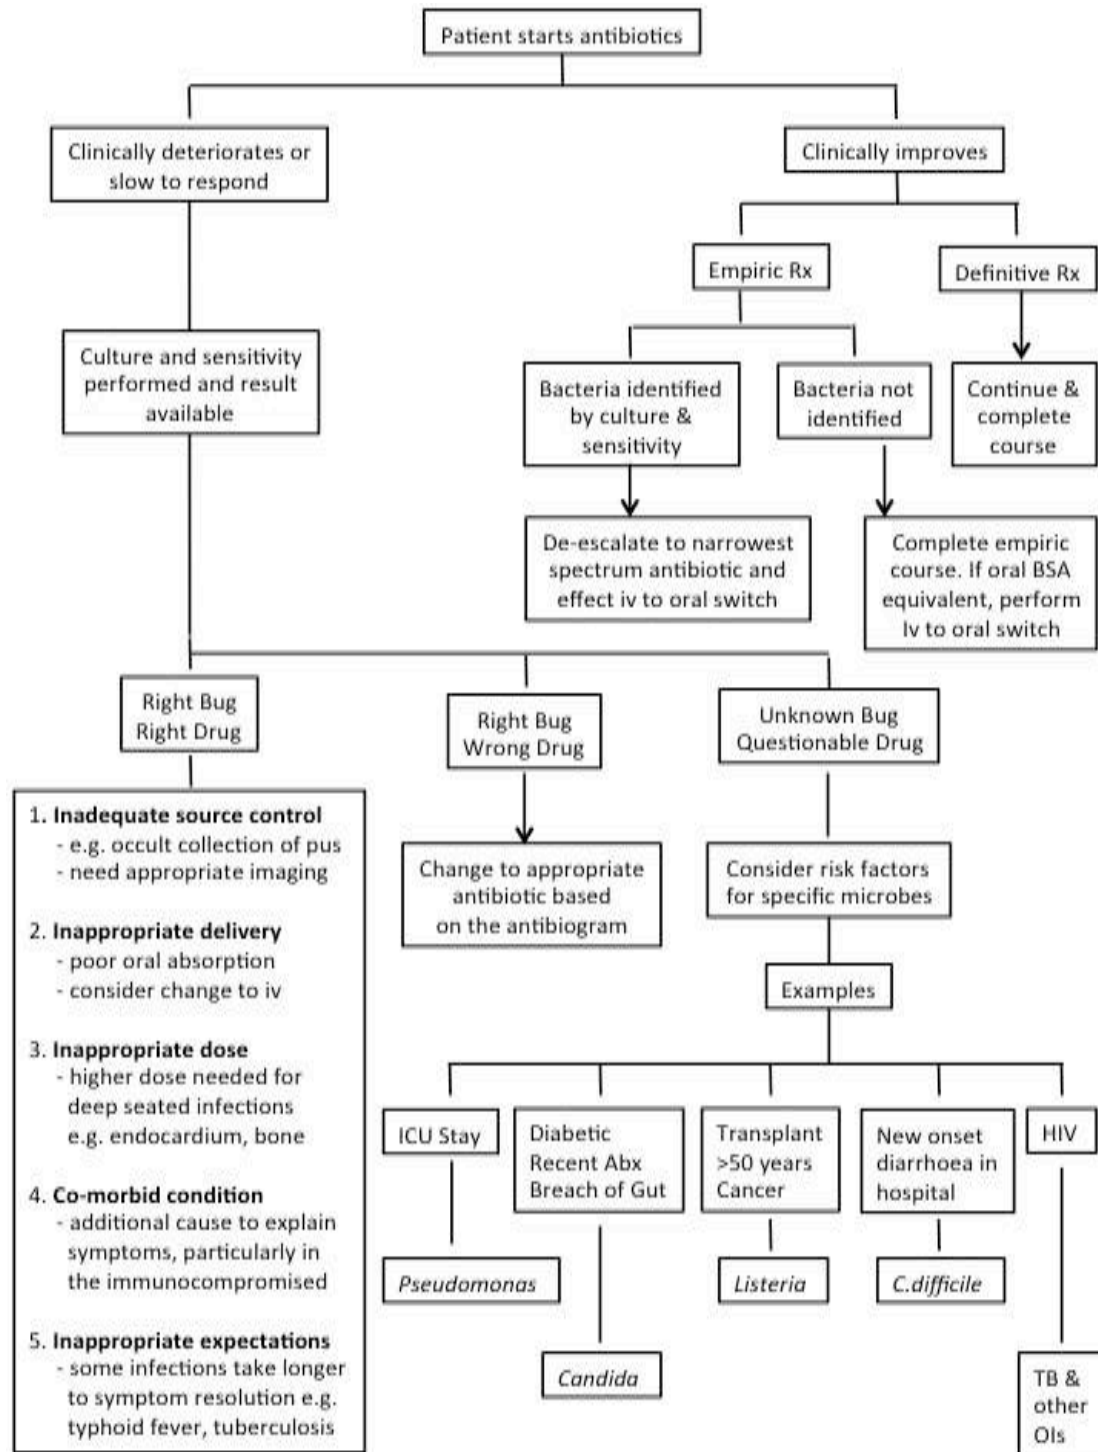 Patient starts antibiotics
Clinically deteriorates or
slow to respond
Clinically improves
Empiric Rx
Definitive Rx
Culture and sensitivity
performed and result
available
Bacteria identified
by culture &
sensitivity
Bacteria not
identified
Continue &
complete
course
De-escalate to narrowest
spectrum antibiotic and
effect iv to oral switch
Complete empiric
course. If oral BSA
equivalent, perform
Iv to oral switch
Right Bug
Right Drug
Right Bug
Wrong Drug
Unknown Bug
Questionable Drug
1. Inadequate source control
- e.g. occult collection of pus
- need appropriate imaging
2. Inappropriate delivery
- poor oral absorption
- consider change to iv
3. Inappropriate dose
- higher dose needed for
deep seated infections
e.g. endocardium, bone
4. Co-morbid condition
- additional cause to explain
symptoms, particularly in
the immunocompromised
5. Inappropriate expectations
- some infections take longer
to symptom resolution e.g.
typhoid fever, tuberculosis
Change to appropriate
antibiotic based
on the antibiogram
Consider risk factors
for specific microbes
Examples
ICU Stay
Diabetic
Recent Abx
Breach of Gut
Transplant
>50 years
Cancer
New onset
diarrhoea in
hospital
HIV
Pseudomonas
Listeria
C.difficile
Candida
TB &
other
OIs